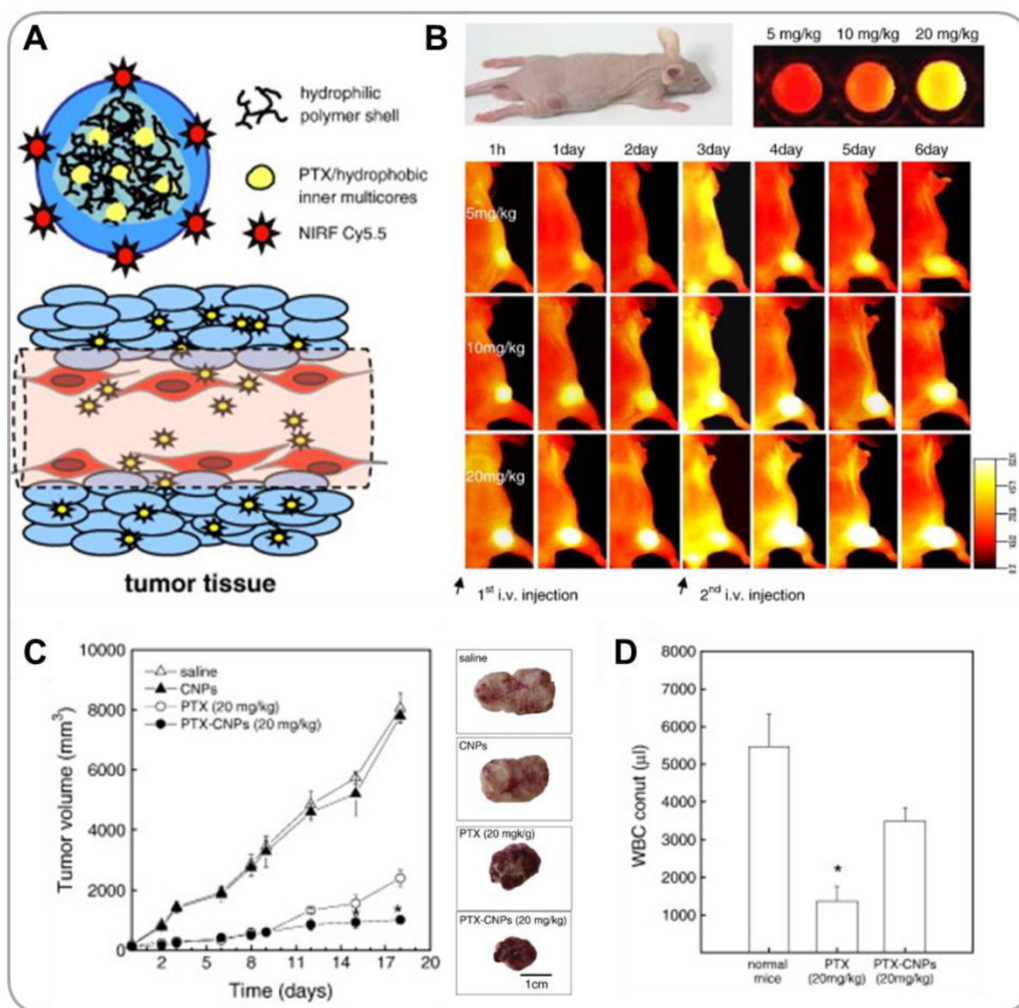 A
hydrophilic
polymer shell
PTX/hydrophobic
inner multicores
NIRF Cy5.5
tumor tissue
B
5 mg/kg 10 mg/kg 20 mg/kg
1h 1day 2day 3day 4day 5day 6day
5mg/kg
10mg/kg
20mg/kg
1st i.v. injection 2nd i.v. injection
C
Tumor volume (mm³)
10000
8000
6000
4000
2000
0
saline
CNPs
PTX (20 mg/kg)
PTX-CNPs (20 mg/kg)
*
*
0 2 3 6 8 9 12 15 17 20
Time (days)
saline
CNPs
PTX (20 mgk/g)
PTX-CNPs (20 mg/kg)
1cm
D
WBC conut (µl)
8000
7000
6000
5000
4000
3000
2000
1000
*
normal
mice
PTX
(20mg/kg)
PTX-CNPs
(20mg/kg)